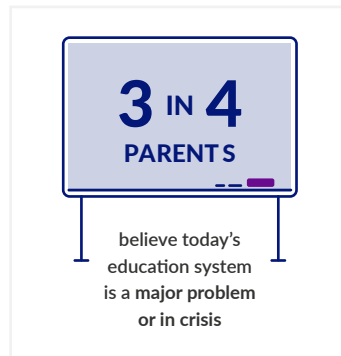 3 IN 4
PARENTS
believe today's
education system
is a major problem
or in crisis